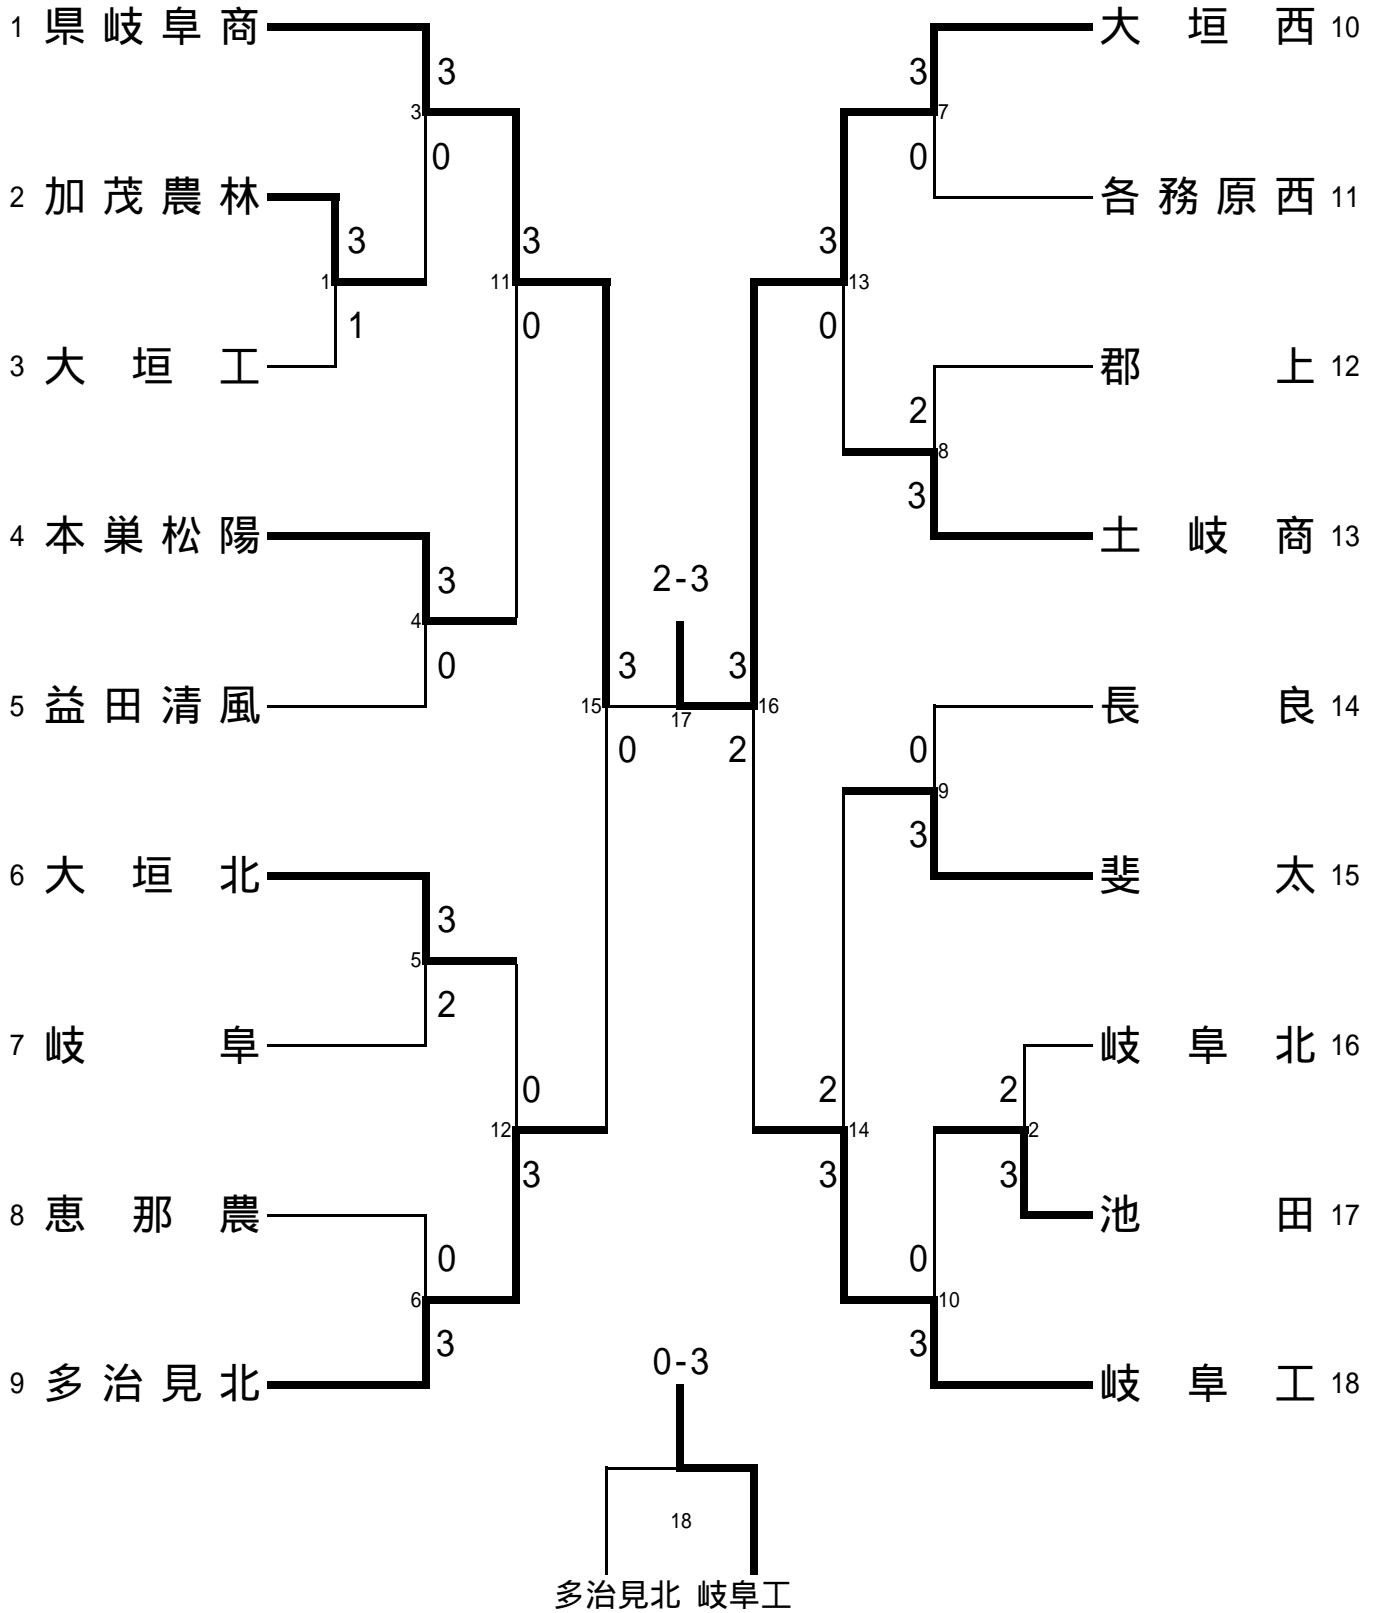 1 県岐阜商
大垣西 10
3
3
3
7
0
0
2 加茂農林
各務原西 11
3
3
3
1
11
13
1
0
0
3 大垣工
郡上 12
2
8
3
4 本巣松陽
土岐商 13
2-3
3
4
0
3
3
5 益田清風
15
17
16
長良 14
0
2
0
9
3
6 大垣北
斐太 15
3
5
2
7 岐阜
岐阜北 16
0
2
2
12
14
2
3
3
3
8 恵那農
池田 17
0
0
6
10
3
3
9 多治見北
岐阜工 18
0-3
18
多治見北 岐阜工